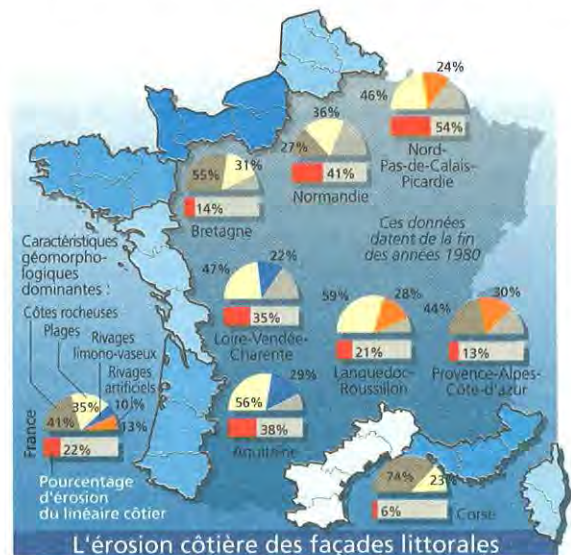 24%
46%
54%
Nord-
Pas-de-Calais-
Picardie
36%
27%
41%
Normandie
31%
55%
14%
Bretagne
Ces données
datent de la fin
des années 1980
Caractéristiques
géomorpho-
logiques
dominantes :
Côtes rocheuses
Plages
Rivages
limono-vaseux
Rivages
artificiels
35%
10%
41%
13%
22%
France
Pourcentage
d'érosion
du linéaire côtier
47%
22%
35%
Loire-Vendée-
Charente
59%
28%
21%
Languedoc-
Roussillon
44%
30%
13%
Provence-Alpes-
Côte-d'azur
29%
56%
38%
Aquitaine
74%
23%
6%
Corse
L'érosion côtière des façades littorales